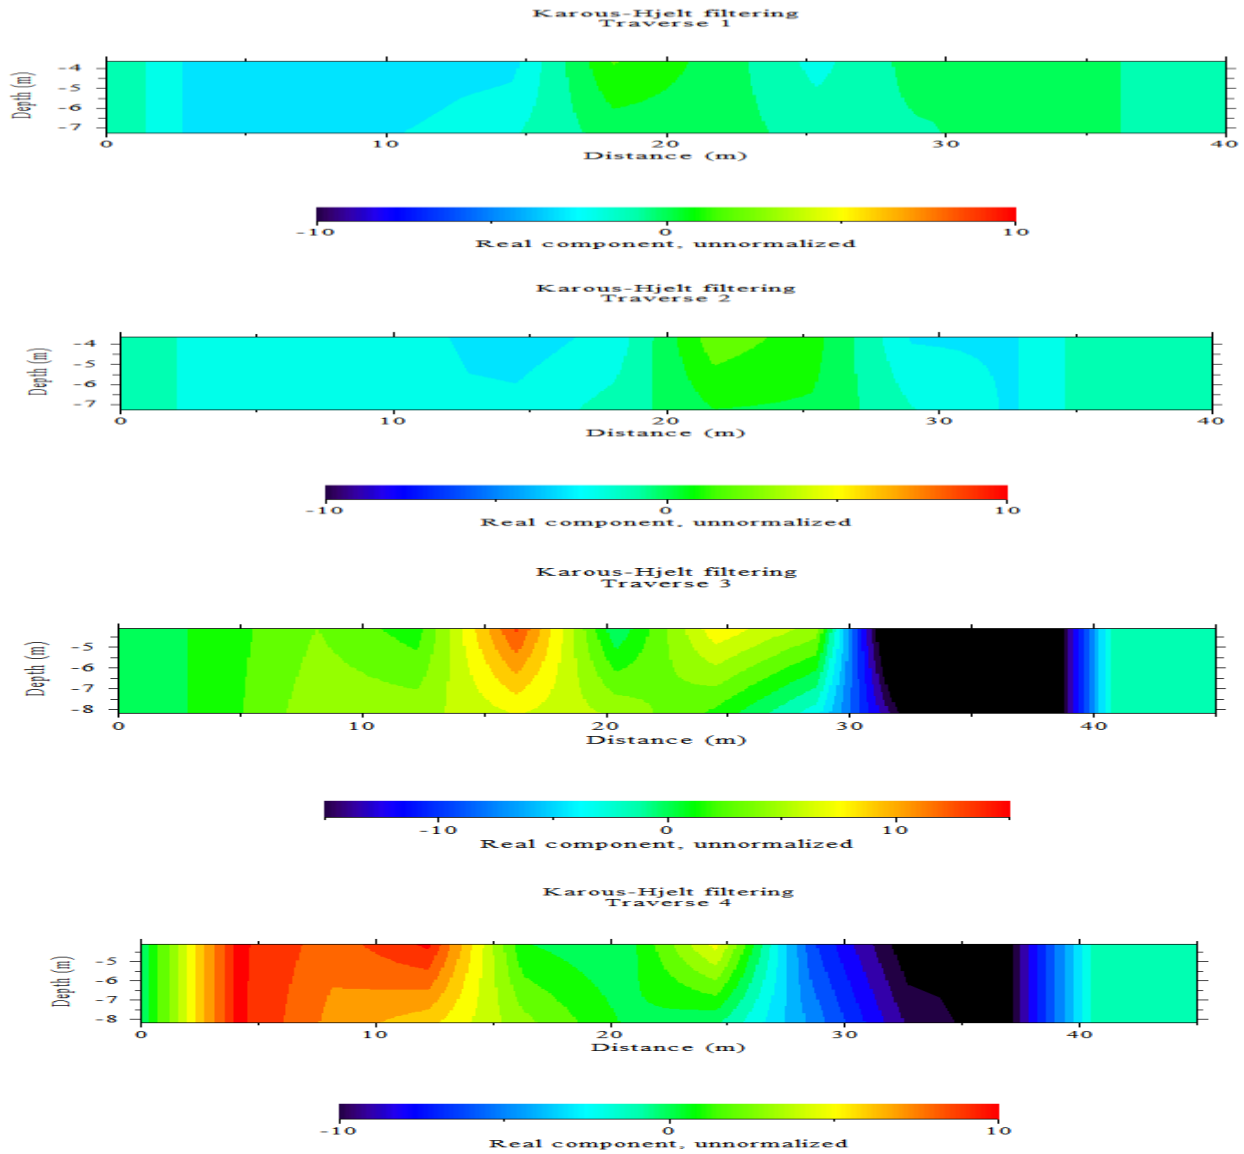 Karous-Hjelt filtering
Traverse 1
Depth (m)
-4
-5
-6
-7
0 10 20 30 40
Distance (m)
-10 0 10
Real component, unnormalized
Karous-Hjelt filtering
Traverse 2
Depth (m)
-4
-5
-6
-7
0 10 20 30 40
Distance (m)
-10 0 10
Real component, unnormalized
Karous-Hjelt filtering
Traverse 3
Depth (m)
-5
-6
-7
-8
0 10 20 30 40
Distance (m)
-10 0 10
Real component, unnormalized
Karous-Hjelt filtering
Traverse 4
Depth (m)
-5
-6
-7
-8
0 10 20 30 40
Distance (m)
-10 0 10
Real component, unnormalized